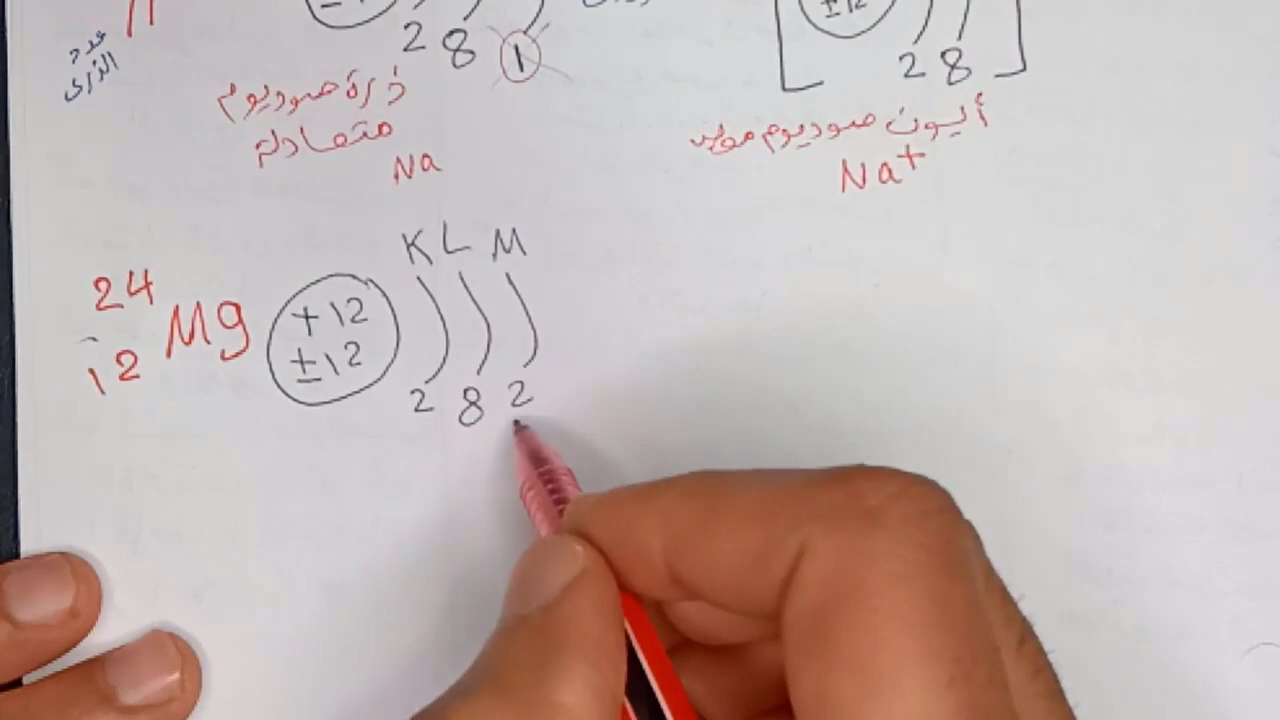 11
عدد
الذرى
2 8 1
ذرة صوديوم
متعادلة
Na
±12
2 8
أيون صوديوم
Na+
K L M
24
12
Mg
+12
±12
2 8 2